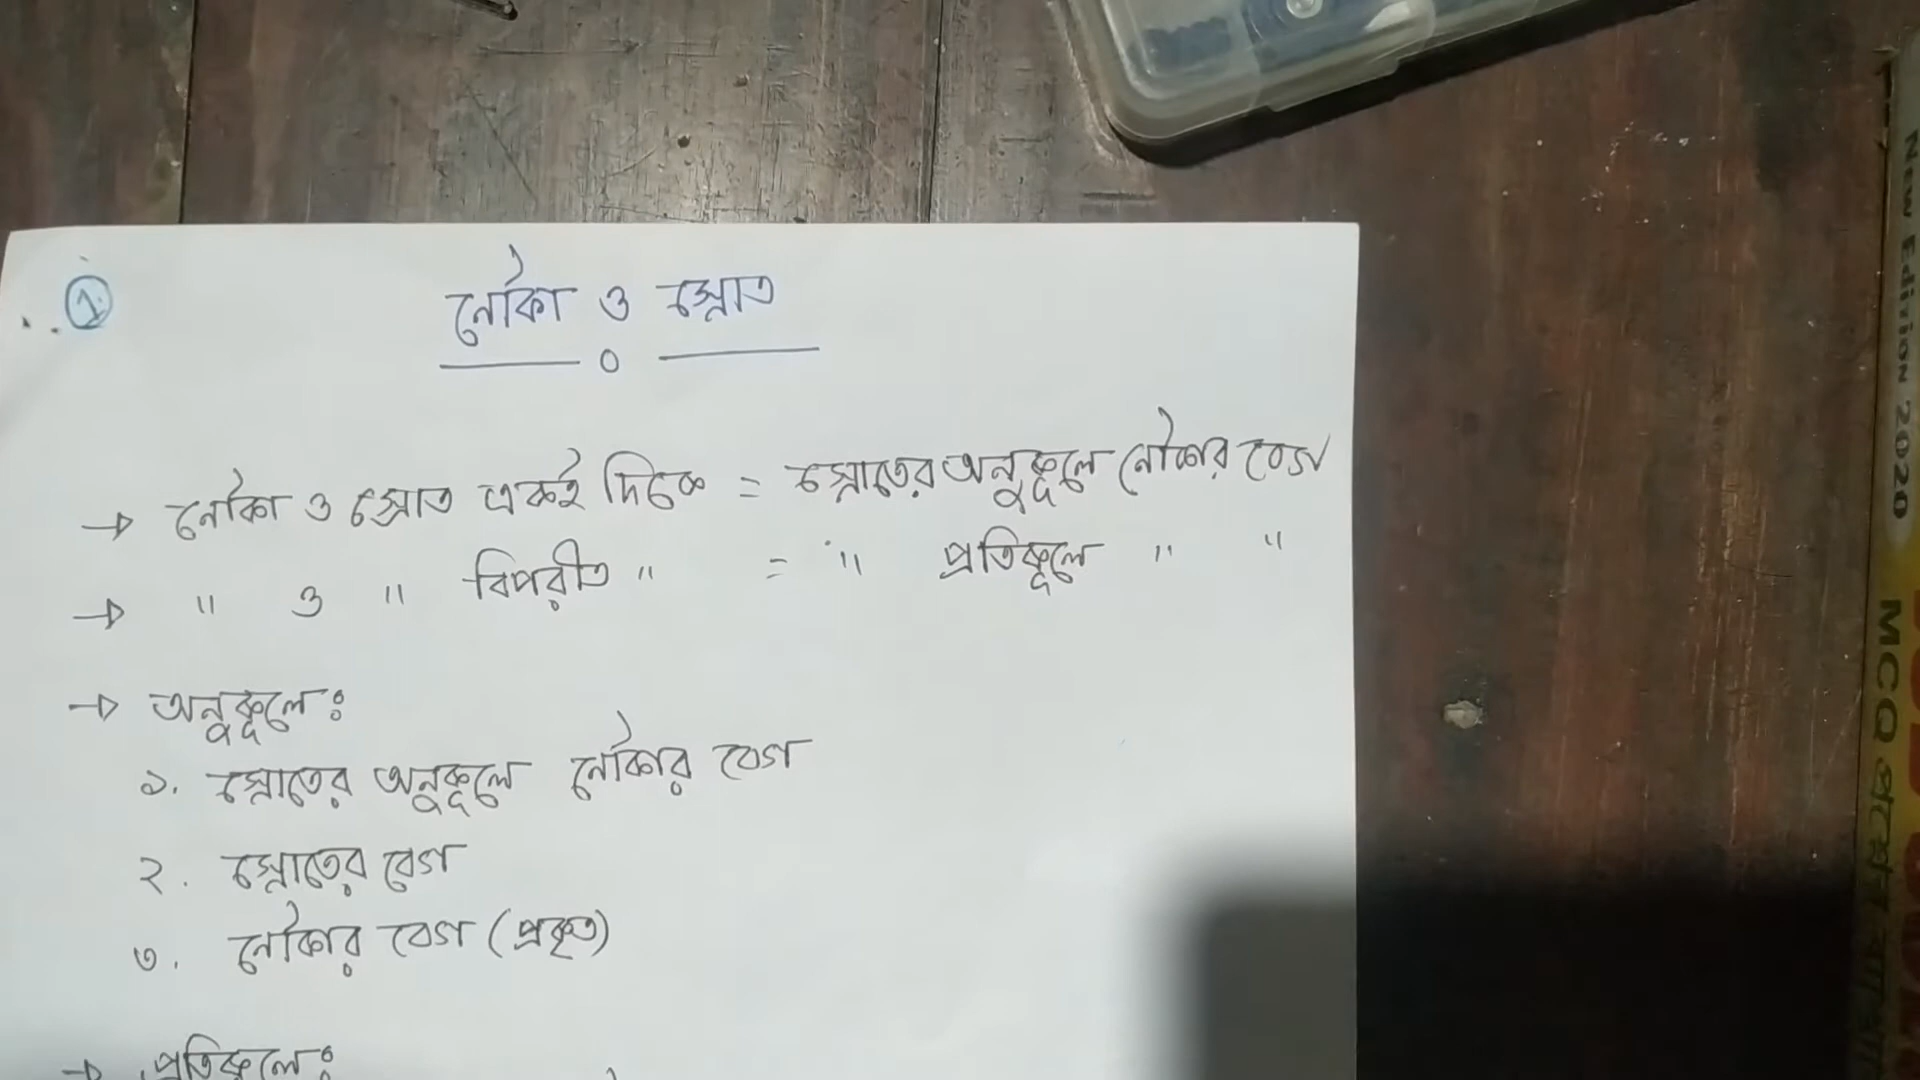 1.
নৌকা ও স্রোত
→ নৌকা ও স্রোত একই দিকে = স্রোতের অনুকূলে নৌকার বেগ
→ " ও " বিপরীত " = " প্রতিকূলে " "
→ অনুকূলেঃ
১. স্রোতের অনুকূলে নৌকার বেগ
২. স্রোতের বেগ
৩. নৌকার বেগ (প্রকৃত)
→ প্রতিকূলেঃ
New Edition 2020
MCQ